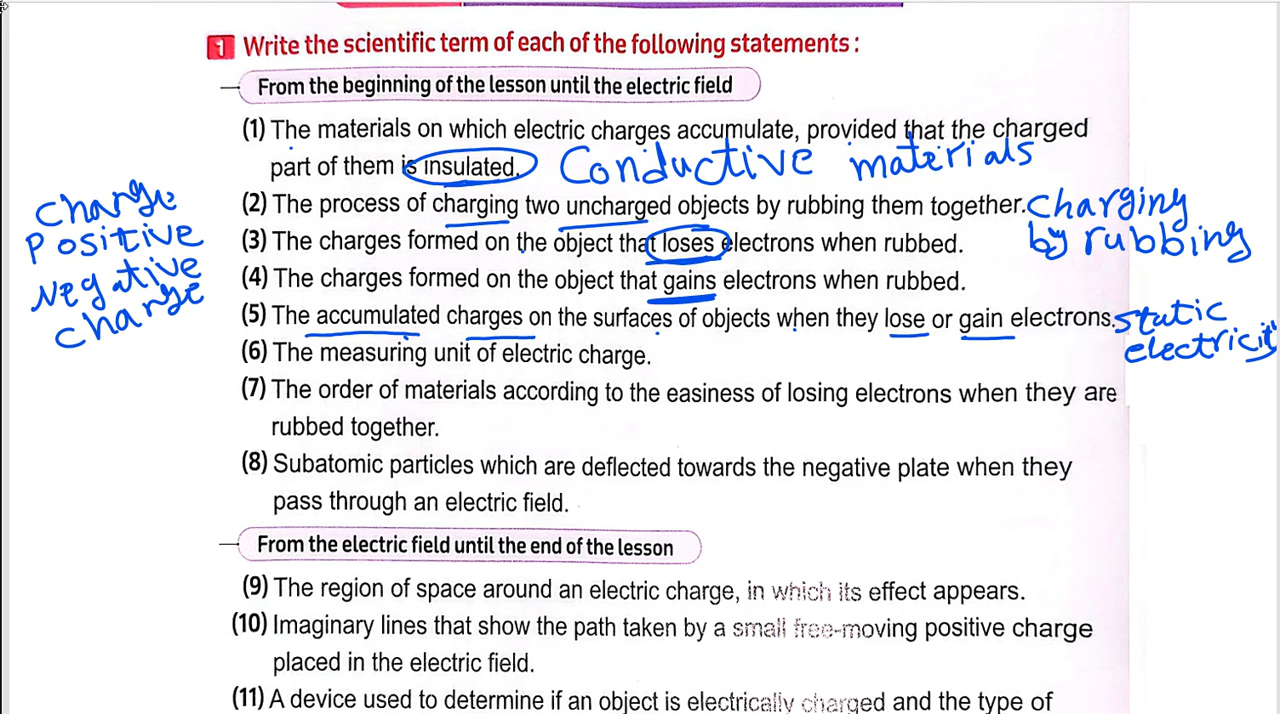 1 Write the scientific term of each of the following statements :
From the beginning of the lesson until the electric field
(1) The materials on which electric charges accumulate, provided that the charged
part of them is insulated. Conductive materials
(2) The process of charging two uncharged objects by rubbing them together. charging
by rubbing
(3) The charges formed on the object that loses electrons when rubbed.
charge
Positive
Negative
charge
(4) The charges formed on the object that gains electrons when rubbed.
(5) The accumulated charges on the surfaces of objects when they lose or gain electrons. static
electricit
(6) The measuring unit of electric charge.
(7) The order of materials according to the easiness of losing electrons when they are
rubbed together.
(8) Subatomic particles which are deflected towards the negative plate when they
pass through an electric field.
From the electric field until the end of the lesson
(9) The region of space around an electric charge, in which its effect appears.
(10) Imaginary lines that show the path taken by a small free-moving positive charge
placed in the electric field.
(11) A device used to determine if an object is electrically charged and the type of